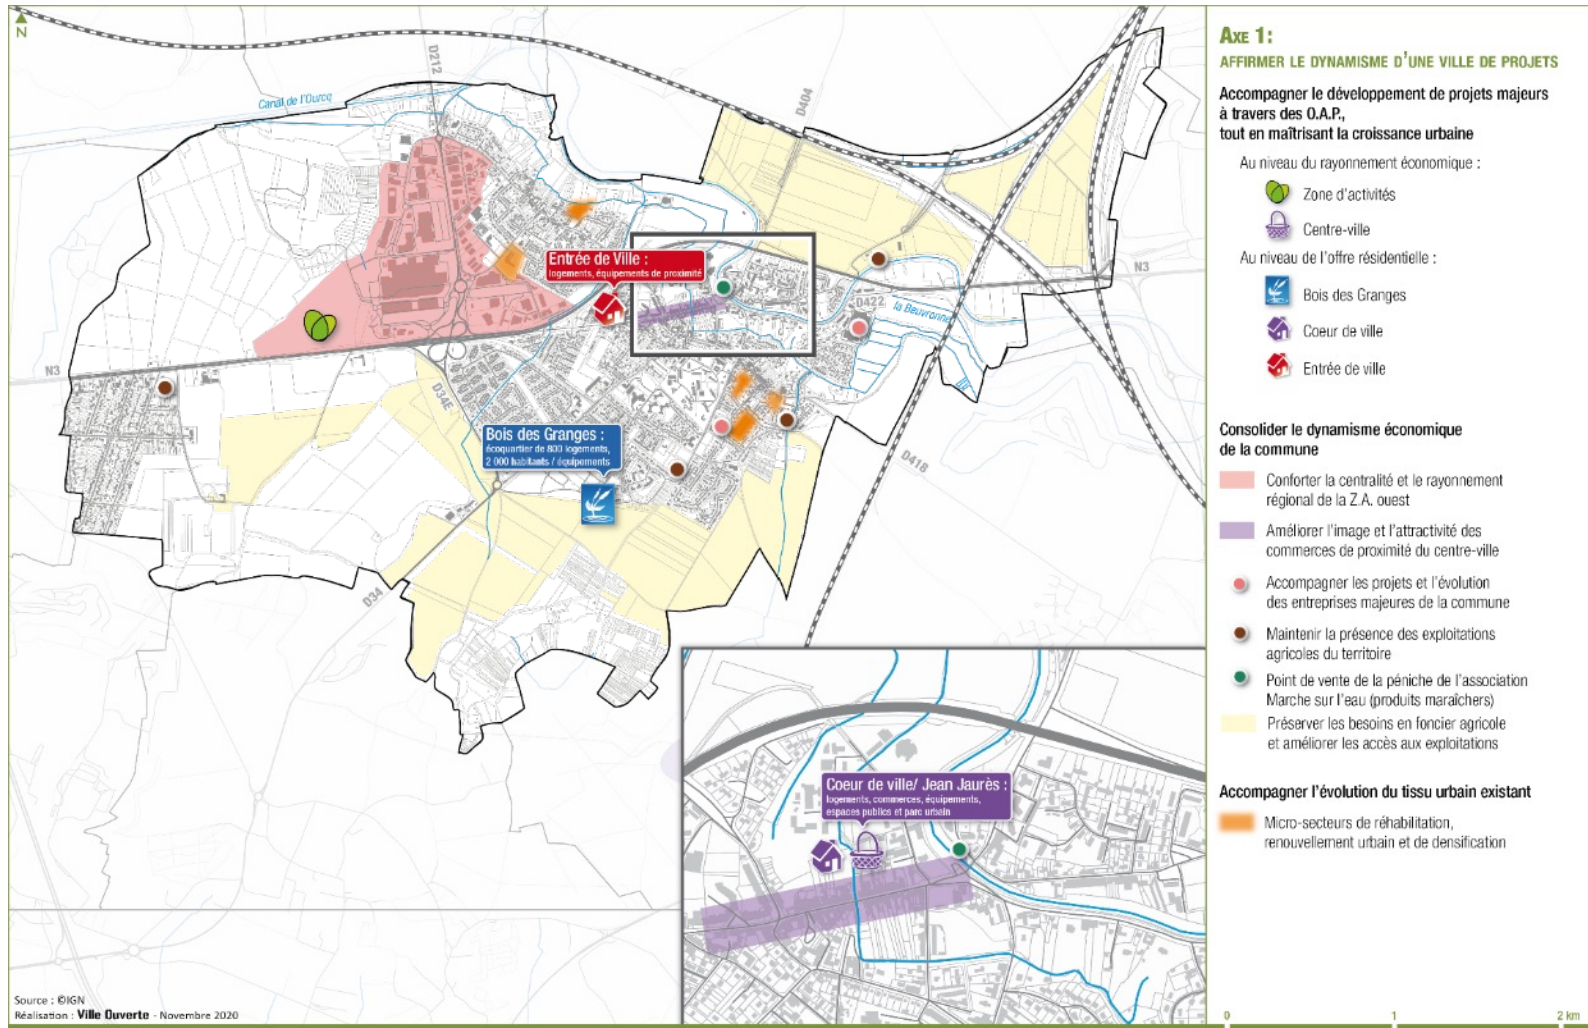 N
D212
Canal de l'Ourcq
D404
N3
Entrée de Ville :
logements, équipements de proximité
D422
la Beuvronne
N3
D34E
Bois des Granges :
écoquartier de 800 logements,
2 000 habitants / équipements
D418
D34
Coeur de ville/ Jean Jaurès :
logements, commerces, équipements,
espaces publics et parc urbain
Source : ©IGN
Réalisation : Ville Ouverte - Novembre 2020
AXE 1:
AFFIRMER LE DYNAMISME D'UNE VILLE DE PROJETS
Accompagner le développement de projets majeurs
à travers des O.A.P.,
tout en maîtrisant la croissance urbaine
Au niveau du rayonnement économique :
Zone d'activités
Centre-ville
Au niveau de l'offre résidentielle :
Bois des Granges
Coeur de ville
Entrée de ville
Consolider le dynamisme économique
de la commune
Conforter la centralité et le rayonnement
régional de la Z.A. ouest
Améliorer l'image et l'attractivité des
commerces de proximité du centre-ville
Accompagner les projets et l'évolution
des entreprises majeures de la commune
Maintenir la présence des exploitations
agricoles du territoire
Point de vente de la péniche de l'association
Marche sur l'eau (produits maraîchers)
Préserver les besoins en foncier agricole
et améliorer les accès aux exploitations
Accompagner l'évolution du tissu urbain existant
Micro-secteurs de réhabilitation,
renouvellement urbain et de densification
0 1 2 km